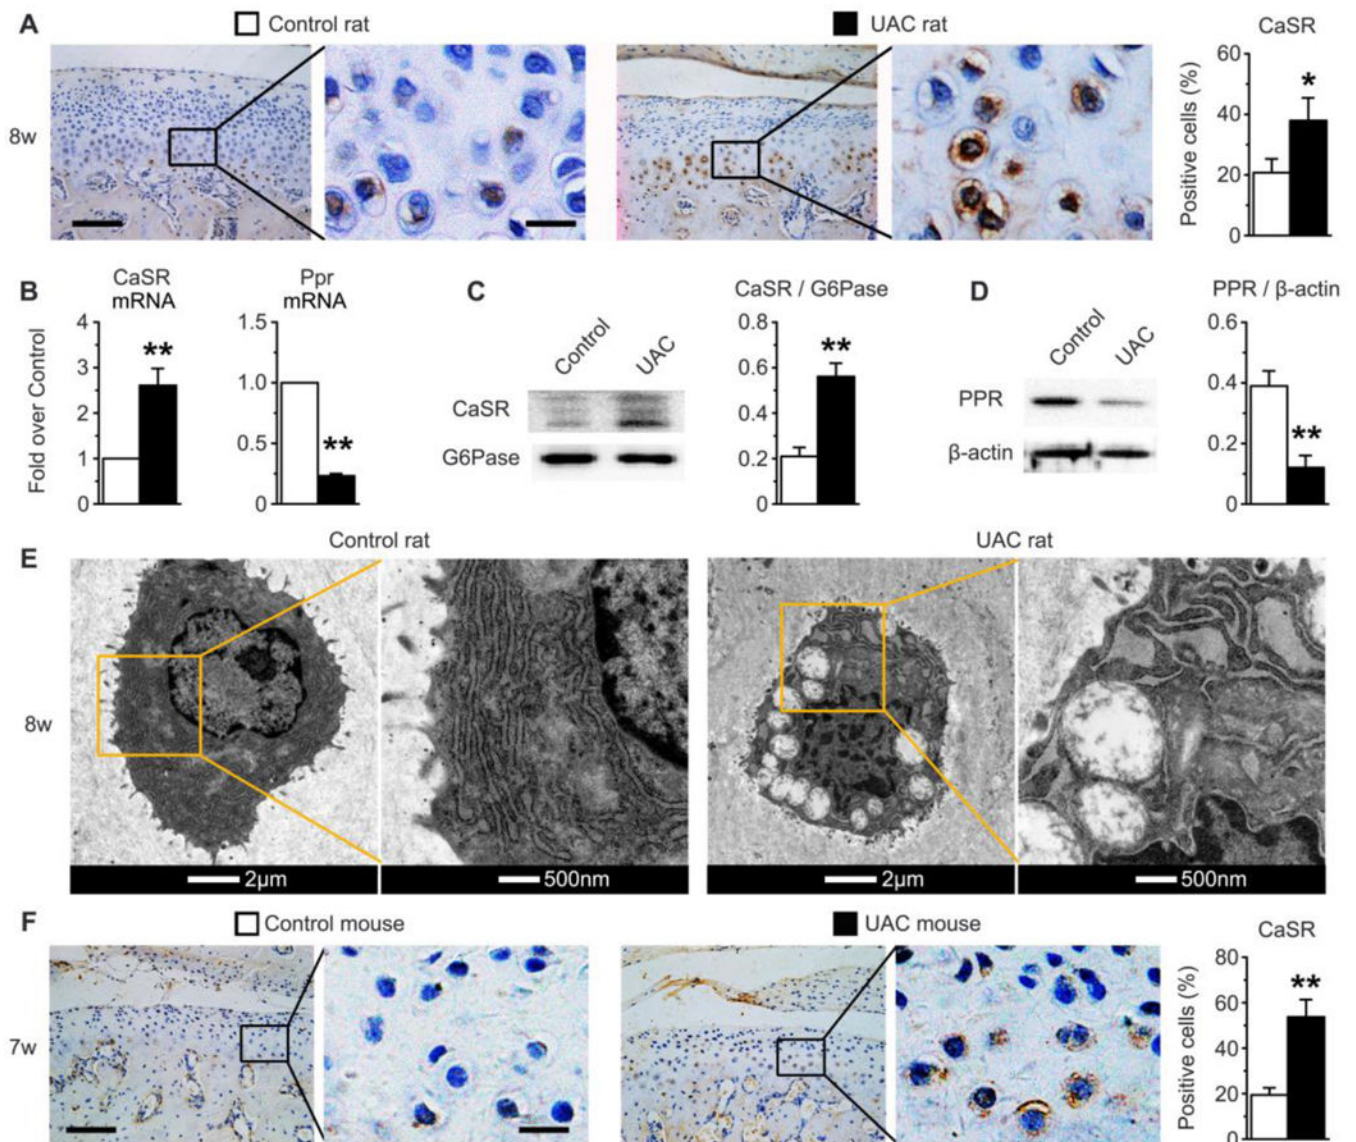 A
Control rat
UAC rat
CaSR
8w
Positive cells (%)
60
40
20
0
*
B
CaSR
mRNA
Ppr
mRNA
Fold over Control
4
3
2
1
0
**
1.5
1.0
0.5
0
**
C
Control
UAC
CaSR
G6Pase
CaSR / G6Pase
0.8
0.6
0.4
0.2
0
**
D
Control
UAC
PPR
β-actin
PPR / β-actin
0.6
0.4
0.2
0
**
E
Control rat
UAC rat
8w
2μm
500nm
2μm
500nm
F
Control mouse
UAC mouse
CaSR
7w
Positive cells (%)
80
60
40
20
0
**